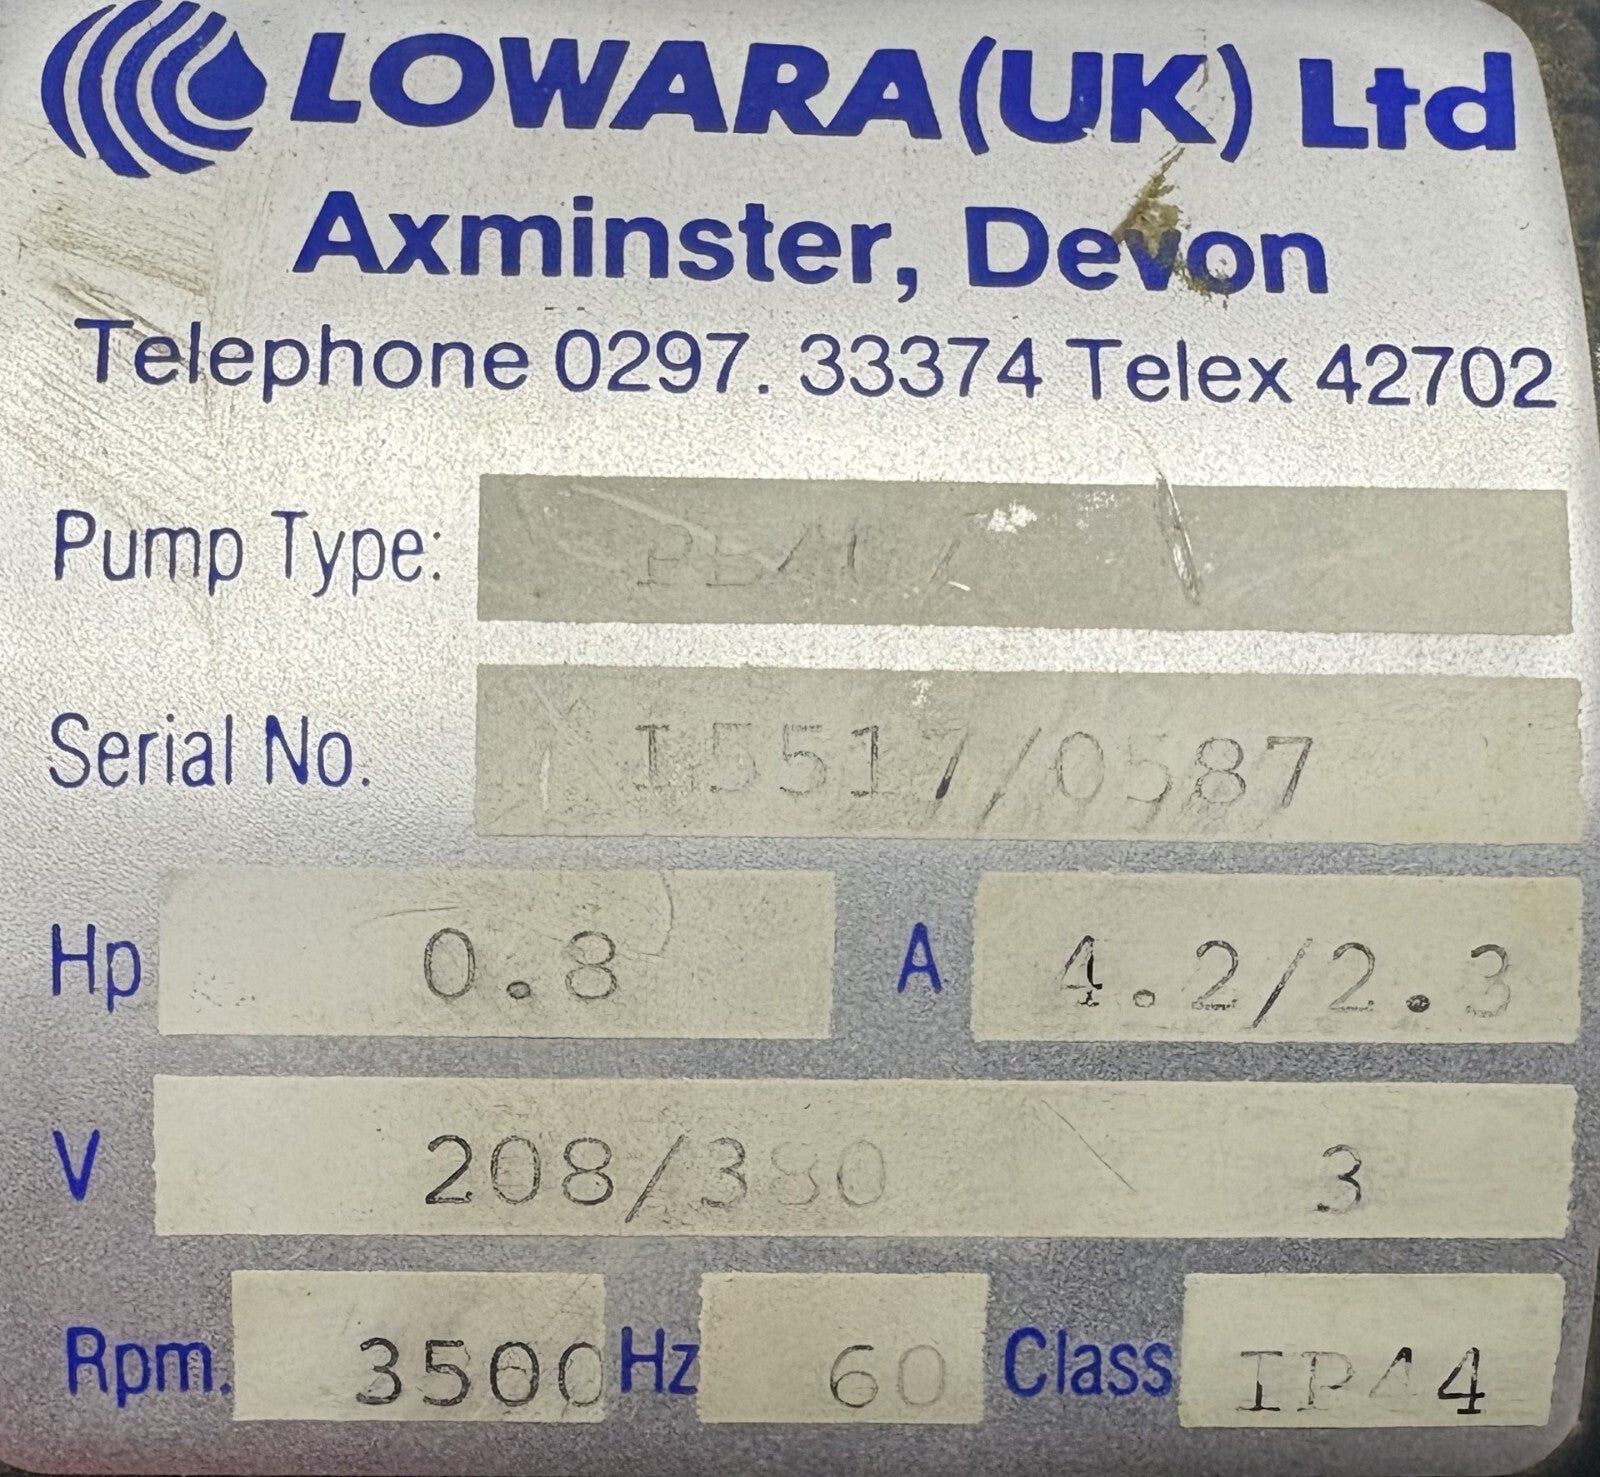 LOWARA (UK) Ltd
Axminster, Devon
Telephone 0297. 33374 Telex 42702
Pump Type:
Serial No. I5517/0587
Hp 0.8 A 4.2/2.3
V 208/380 3
Rpm. 3500 Hz 60 Class IP44